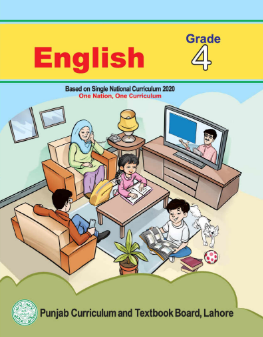 Grade
English 4
Based on Single National Curriculum 2020
One Nation, One Curriculum
Punjab Curriculum and Textbook Board, Lahore